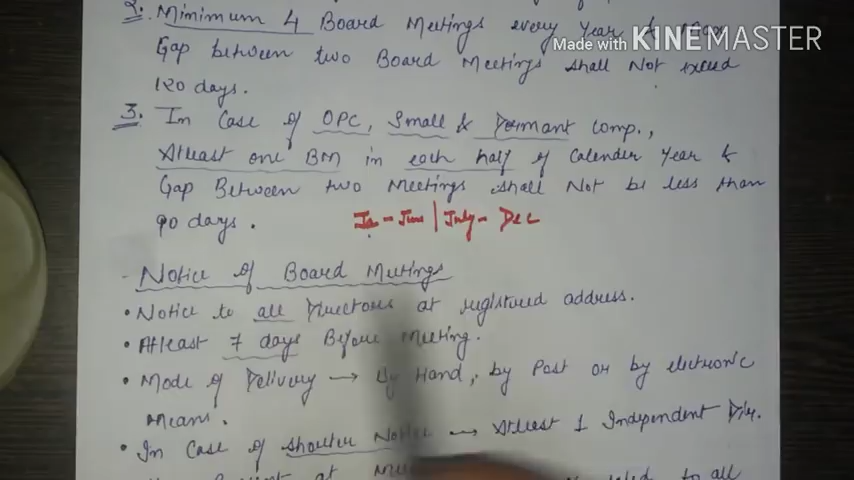 2. Minimum 4 Board Meetings every Year &
Made with KINEMASTER
Gap between two Board Meetings shall Not exceed
120 days.
3. In Case of OPC, Small & Dormant comp.,
Atleast one BM in each half of Calender Year &
Gap Between two Meetings shall Not be less than
90 days.
Jan - June | July - Dec
- Notice of Board Meetings
• Notice to all Directors at registered address.
• Atleast 7 days Before Meeting.
• Mode of Delivery → By Hand, by Post or by electronic
means.
• In Case of shorter Notice → Atleast 1 Independent Dir.
at to all